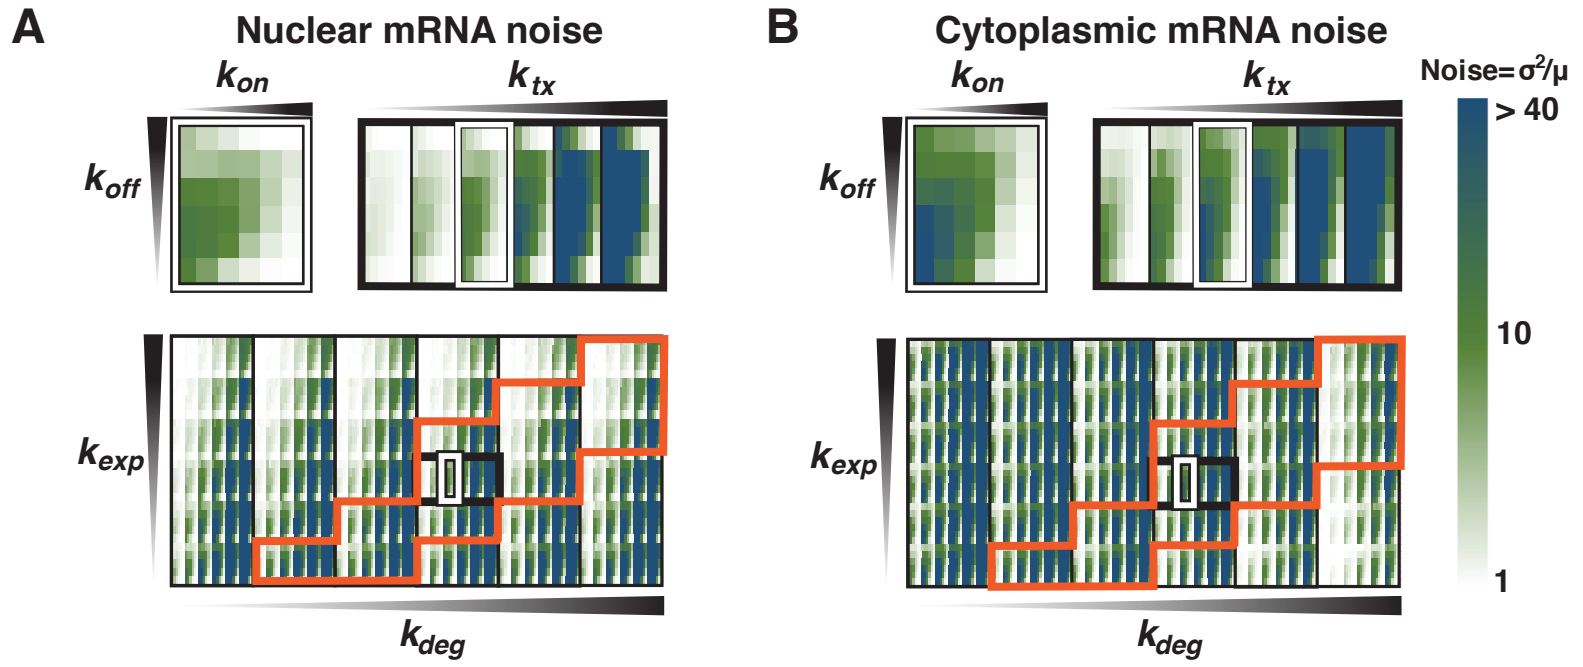 A
Nuclear mRNA noise
kon
ktx
koff
kexp
kdeg
B
Cytoplasmic mRNA noise
kon
ktx
koff
kexp
kdeg
Noise=σ²/μ
> 40
10
1